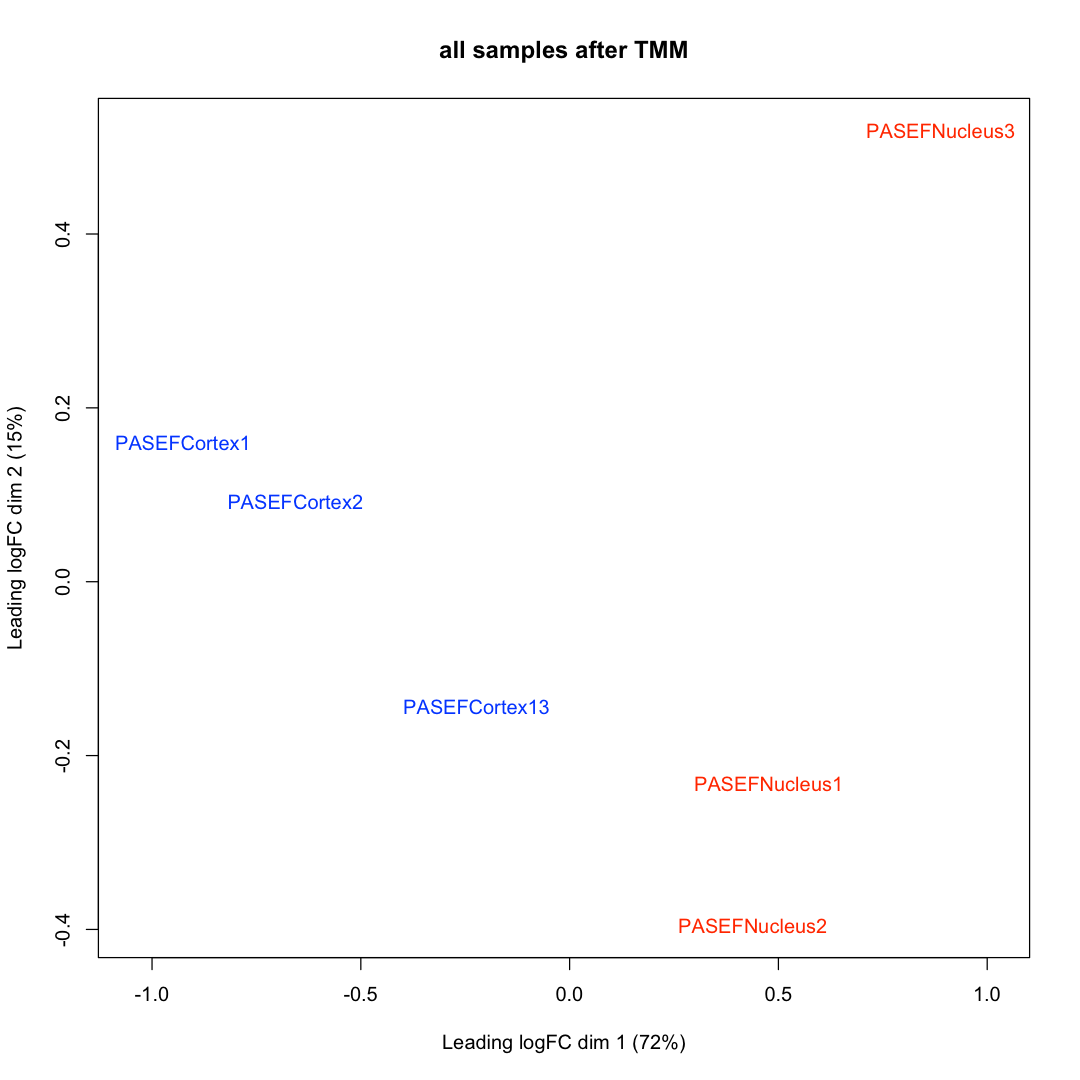 all samples after TMM
PASEFNucleus3
0.4
0.2
PASEFCortex1
PASEFCortex2
0.0
Leading logFC dim 2 (15%)
PASEFCortex13
-0.2
PASEFNucleus1
PASEFNucleus2
-0.4
-1.0 -0.5 0.0 0.5 1.0
Leading logFC dim 1 (72%)